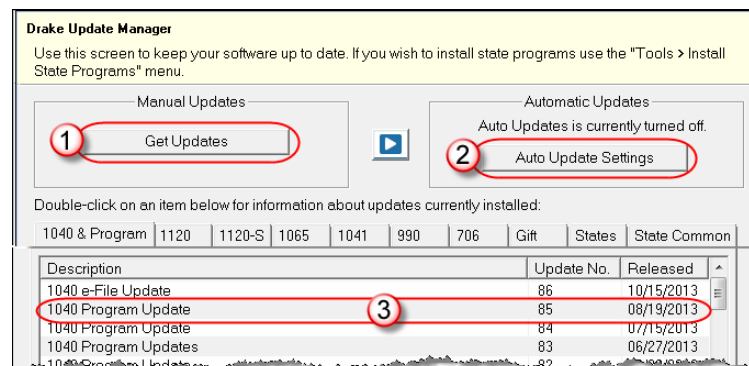 Drake Update Manager
Use this screen to keep your software up to date. If you wish to install state programs use the "Tools > Install
State Programs" menu.
Manual Updates
Automatic Updates
Auto Updates is currently turned off.
1
Get Updates
2
Auto Update Settings
Double-click on an item below for information about updates currently installed:
1040 & Program 1120 1120-S 1065 1041 990 706 Gift States State Common
Description Update No. Released
1040 e-File Update 86 10/15/2013
1040 Program Update 3 85 08/19/2013
1040 Program Update 84 07/15/2013
1040 Program Updates 83 06/27/2013